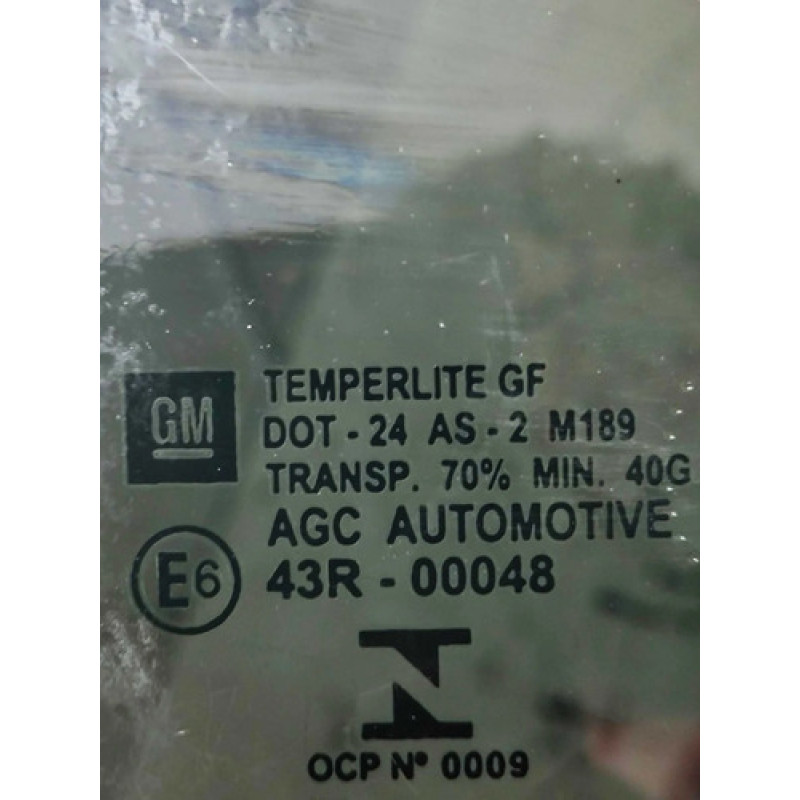 GM
TEMPERLITE GF
DOT - 24 AS - 2 M189
TRANSP. 70% MIN. 40G
AGC AUTOMOTIVE
E6
43R - 00048
OCP Nº 0009